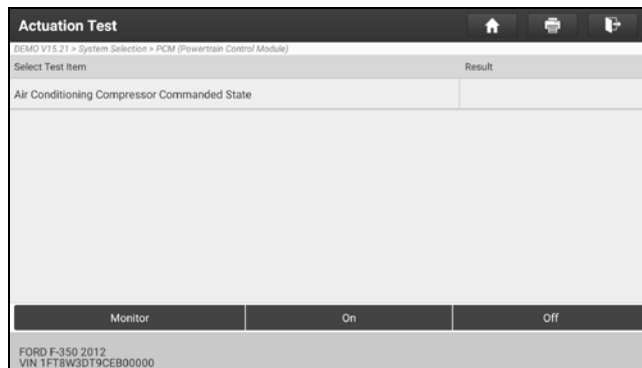 Actuation Test
DEMO V15.21 > System Selection > PCM (Powertrain Control Module)
Select Test Item Result
Air Conditioning Compressor Commanded State
Monitor On Off
FORD F-350 2012
VIN 1FT8W3DT9CEB00000